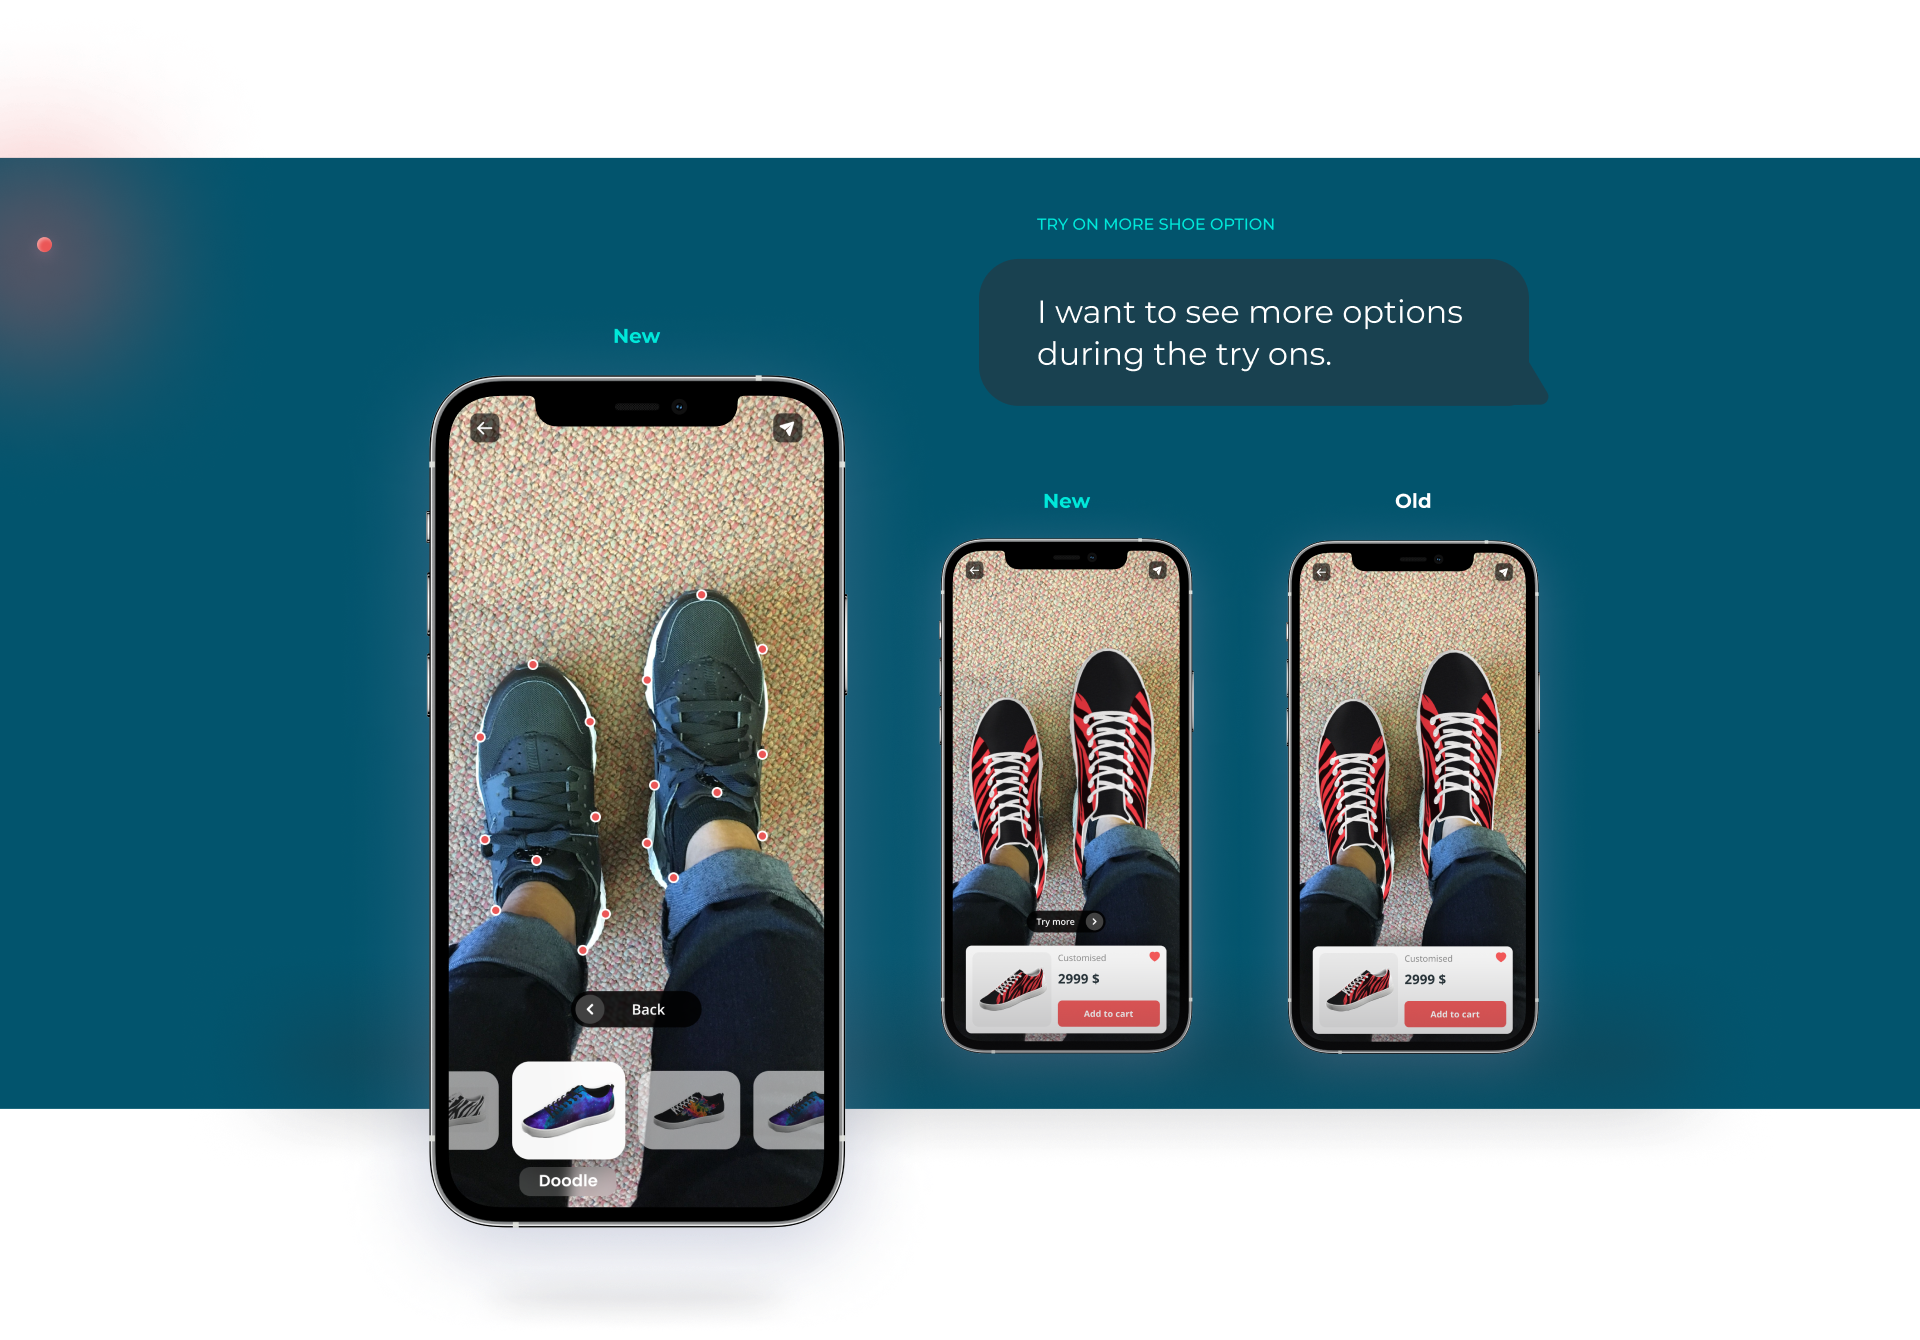 TRY ON MORE SHOE OPTION
I want to see more options
during the try ons.
New
Back
Doodle
New
Try more
Customised
2999 $
Add to cart
Old
Customised
2999 $
Add to cart